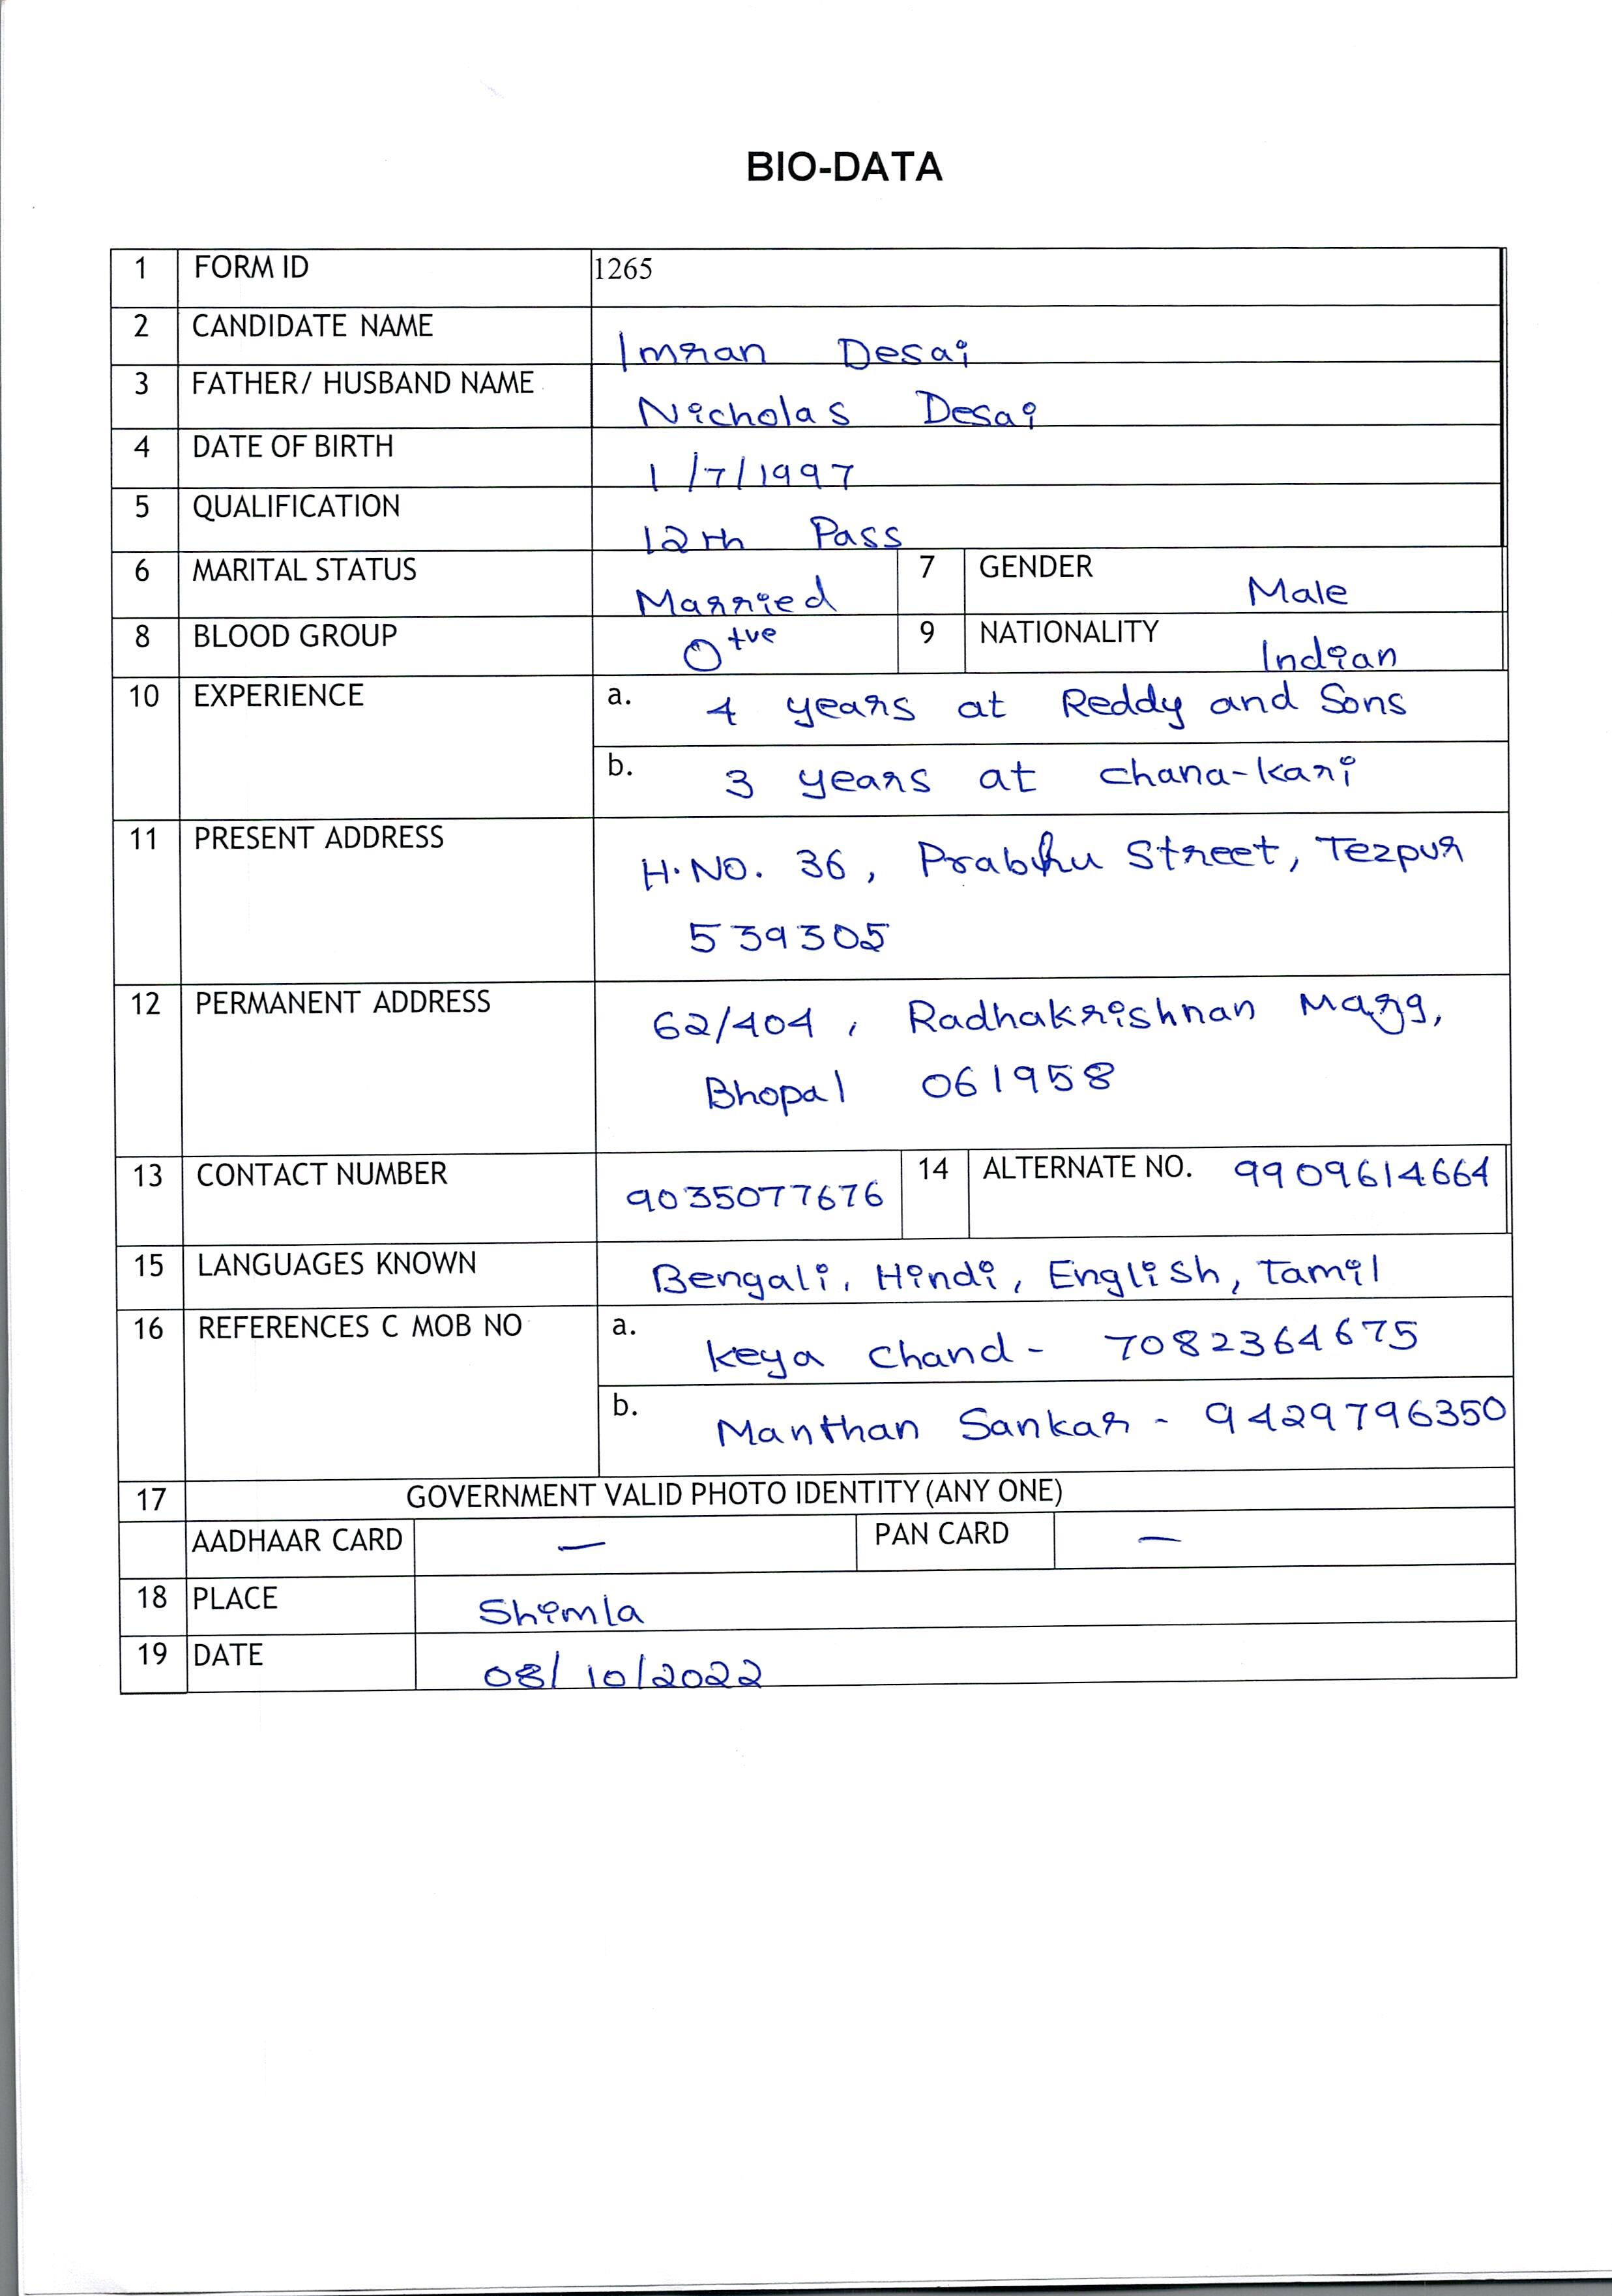 BIO-DATA
1 FORM ID 1265
2 CANDIDATE NAME Imran Desai
3 FATHER/ HUSBAND NAME Nicholas Desai
4 DATE OF BIRTH 1/7/1997
5 QUALIFICATION 12th Pass
6 MARITAL STATUS Married 7 GENDER Male
8 BLOOD GROUP O+ve 9 NATIONALITY Indian
10 EXPERIENCE a. 4 years at Reddy and Sons
b. 3 years at Chana-Kari
11 PRESENT ADDRESS H.NO. 36, Prabhu Street, Tezpur
539305
12 PERMANENT ADDRESS 62/404, Radhakrishnan Marg,
Bhopal 061958
13 CONTACT NUMBER 9035077676 14 ALTERNATE NO. 9909614664
15 LANGUAGES KNOWN Bengali, Hindi, English, Tamil
16 REFERENCES C MOB NO a. Keya Chand - 7082364675
b. Manthan Sankar - 9429796350
17 GOVERNMENT VALID PHOTO IDENTITY (ANY ONE)
AADHAAR CARD — PAN CARD —
18 PLACE Shimla
19 DATE 08/10/2022